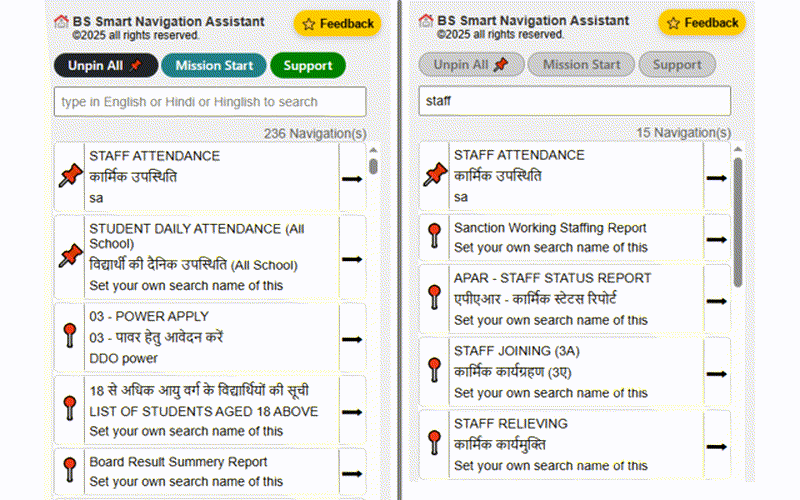 BS Smart Navigation Assistant
©2025 all rights reserved.
Feedback
Unpin All
Mission Start
Support
type in English or Hindi or Hinglish to search
236 Navigation(s)
STAFF ATTENDANCE
कार्मिक उपस्थिति
sa
STUDENT DAILY ATTENDANCE (All
School)
विद्यार्थी की दैनिक उपस्थिति (All School)
Set your own search name of this
03 - POWER APPLY
03 - पावर हेतु आवेदन करें
DDO power
18 से अधिक आयु वर्ग के विद्यार्थियों की सूची
LIST OF STUDENTS AGED 18 ABOVE
Set your own search name of this
Board Result Summery Report
Set your own search name of this
BS Smart Navigation Assistant
©2025 all rights reserved.
Feedback
Unpin All
Mission Start
Support
staff
15 Navigation(s)
STAFF ATTENDANCE
कार्मिक उपस्थिति
sa
Sanction Working Staffing Report
Set your own search name of this
APAR - STAFF STATUS REPORT
एपीएआर - कार्मिक स्टेटस रिपोर्ट
Set your own search name of this
STAFF JOINING (3A)
कार्मिक कार्यग्रहण (3ए)
Set your own search name of this
STAFF RELIEVING
कार्मिक कार्यमुक्ति
Set your own search name of this